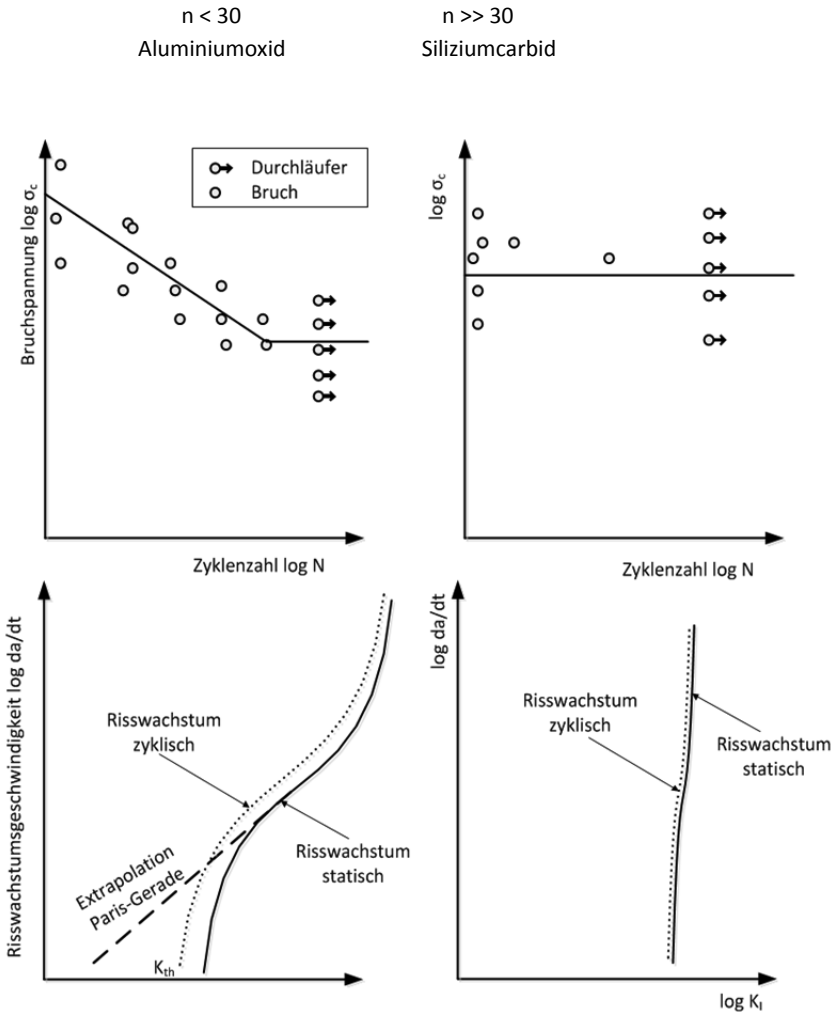 n < 30
n >> 30
Aluminiumoxid
Siliziumcarbid
Bruchspannung log σc
Durchläufer
Bruch
Zyklenzahl log N
log σc
Zyklenzahl log N
Risswachstumsgeschwindigkeit log da/dt
Risswachstum
zyklisch
Risswachstum
statisch
Extrapolation
Paris-Gerade
Kth
log da/dt
Risswachstum
zyklisch
Risswachstum
statisch
log KI